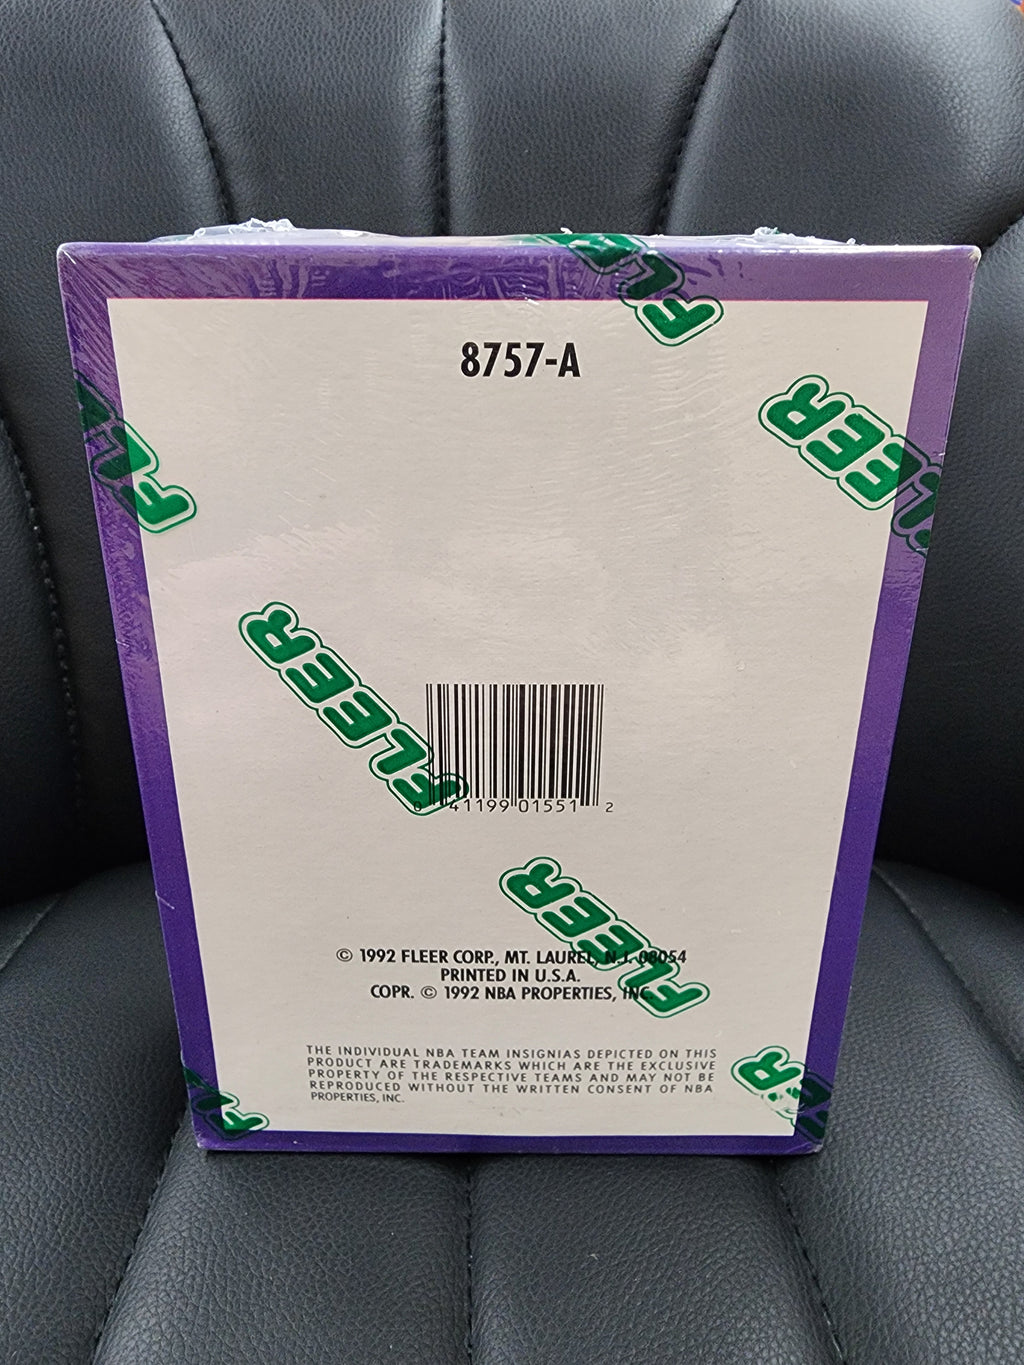 8757-A
FLEER
FLEER
FLEER
FLEER
0 41199 01551 2
FLEER
© 1992 FLEER CORP., MT. LAUREL, N.J. 08054
PRINTED IN U.S.A.
COPR. © 1992 NBA PROPERTIES, INC.
THE INDIVIDUAL NBA TEAM INSIGNIAS DEPICTED ON THIS
PRODUCT ARE TRADEMARKS WHICH ARE THE EXCLUSIVE
PROPERTY OF THE RESPECTIVE TEAMS AND MAY NOT BE
REPRODUCED WITHOUT THE WRITTEN CONSENT OF NBA
PROPERTIES, INC.
FLEER
FLEER